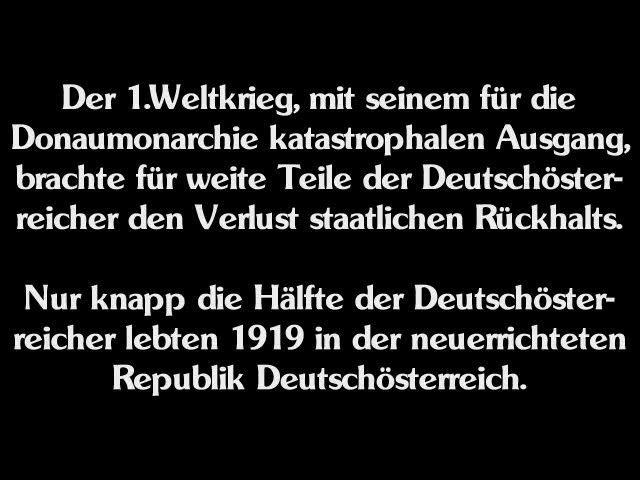 Der 1.Weltkrieg, mit seinem für die
Donaumonarchie katastrophalen Ausgang,
brachte für weite Teile der Deutschöster-
reicher den Verlust staatlichen Rückhalts.
Nur knapp die Hälfte der Deutschöster-
reicher lebten 1919 in der neuerrichteten
Republik Deutschösterreich.